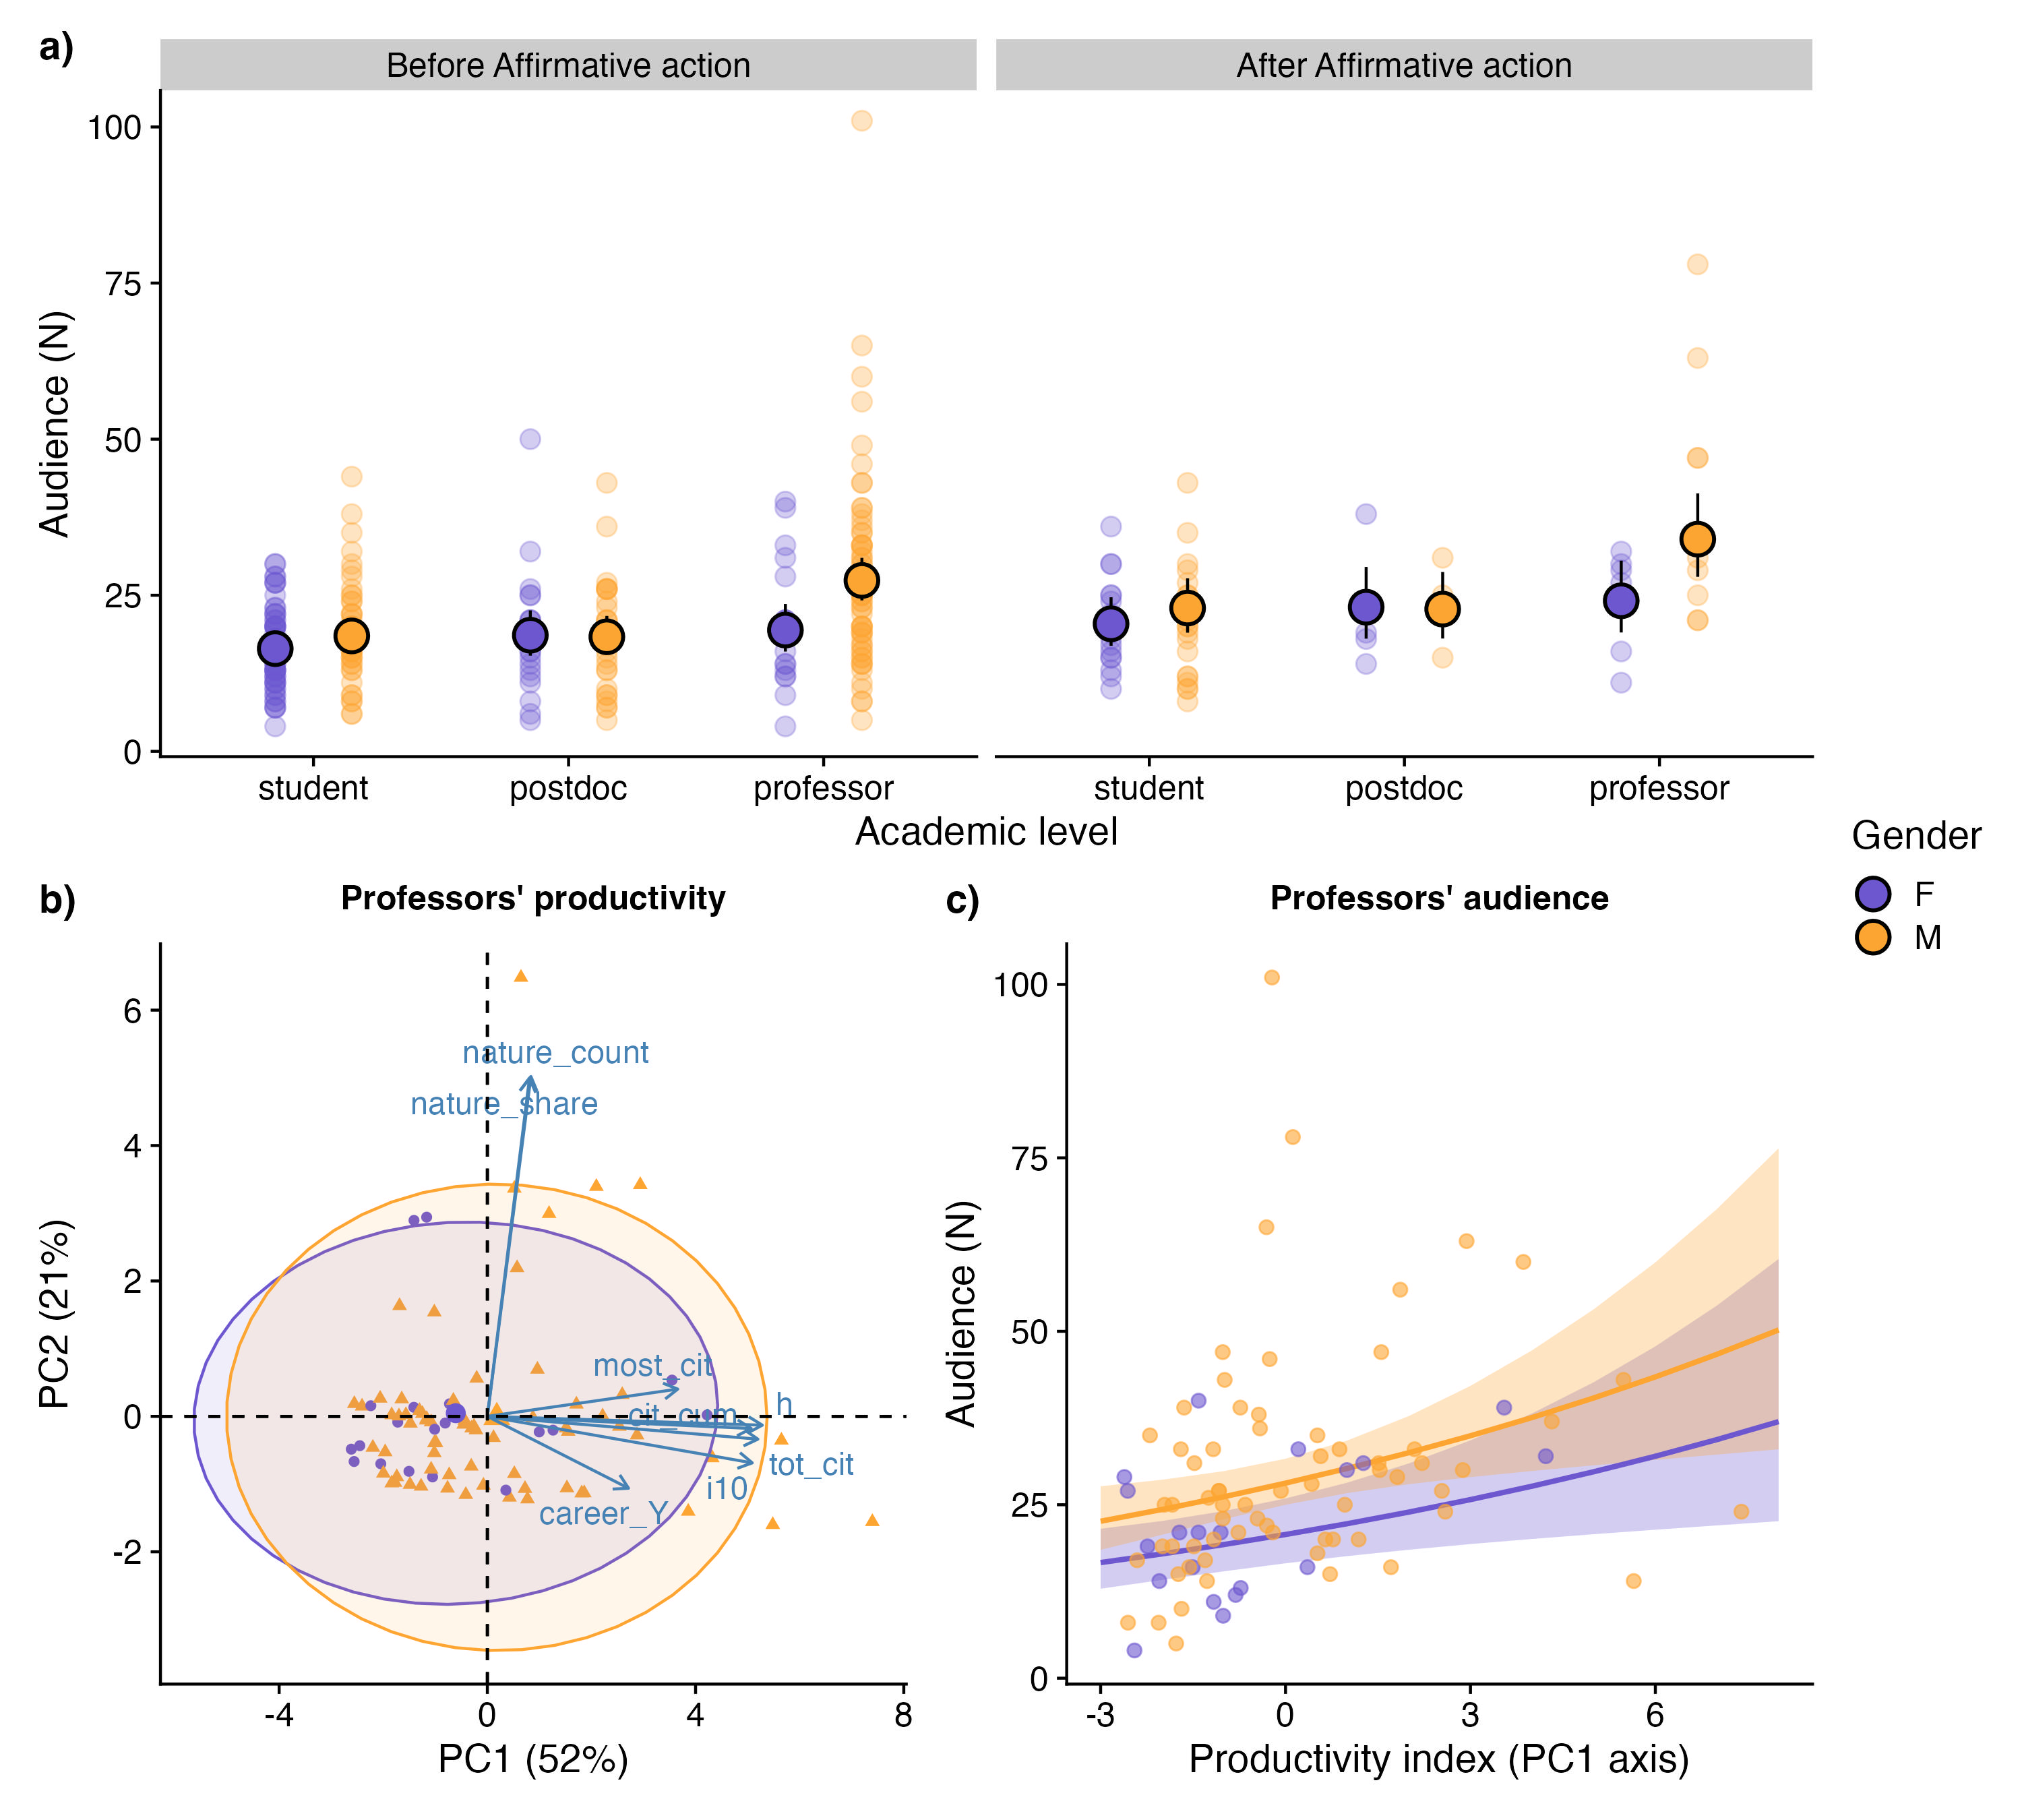 a)
Before Affirmative action
After Affirmative action
100
75
50
25
0
Audience (N)
student
postdoc
professor
student
postdoc
professor
Academic level
Gender
F
M
b)
Professors' productivity
6
4
2
0
-2
PC2 (21%)
nature_count
nature_share
most_cit
h
cit_cum
tot_cit
i10
career_Y
-4
0
4
8
PC1 (52%)
c)
Professors' audience
100
75
50
25
0
Audience (N)
-3
0
3
6
Productivity index (PC1 axis)